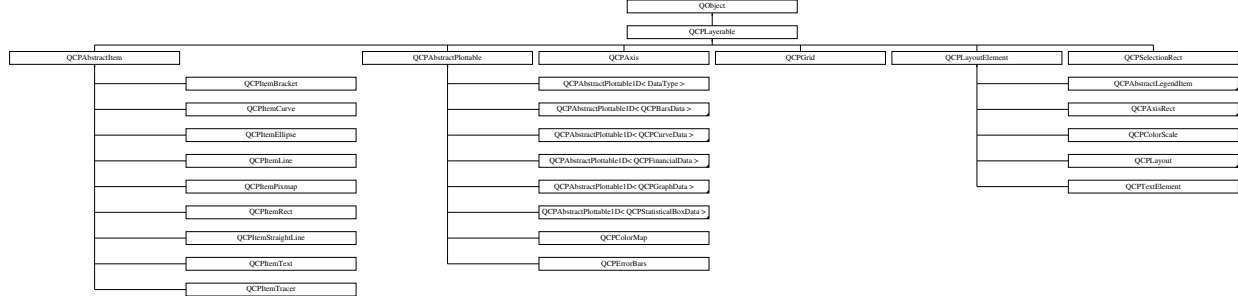 QObject
QCPLayerable
QCPAbstractItem QCPAbstractPlottable QCPAxis QCPGrid QCPLayoutElement QCPSelectionRect
QCPItemBracket QCPAbstractPlottable1D< DataType > QCPAbstractLegendItem
QCPItemCurve QCPAbstractPlottable1D< QCPBarsData > QCPAxisRect
QCPItemEllipse QCPAbstractPlottable1D< QCPCurveData > QCPColorScale
QCPItemLine QCPAbstractPlottable1D< QCPFinancialData > QCPLayout
QCPItemPixmap QCPAbstractPlottable1D< QCPGraphData > QCPTextElement
QCPItemRect QCPAbstractPlottable1D< QCPStatisticalBoxData >
QCPItemStraightLine QCPColorMap
QCPItemText QCPErrorBars
QCPItemTracer